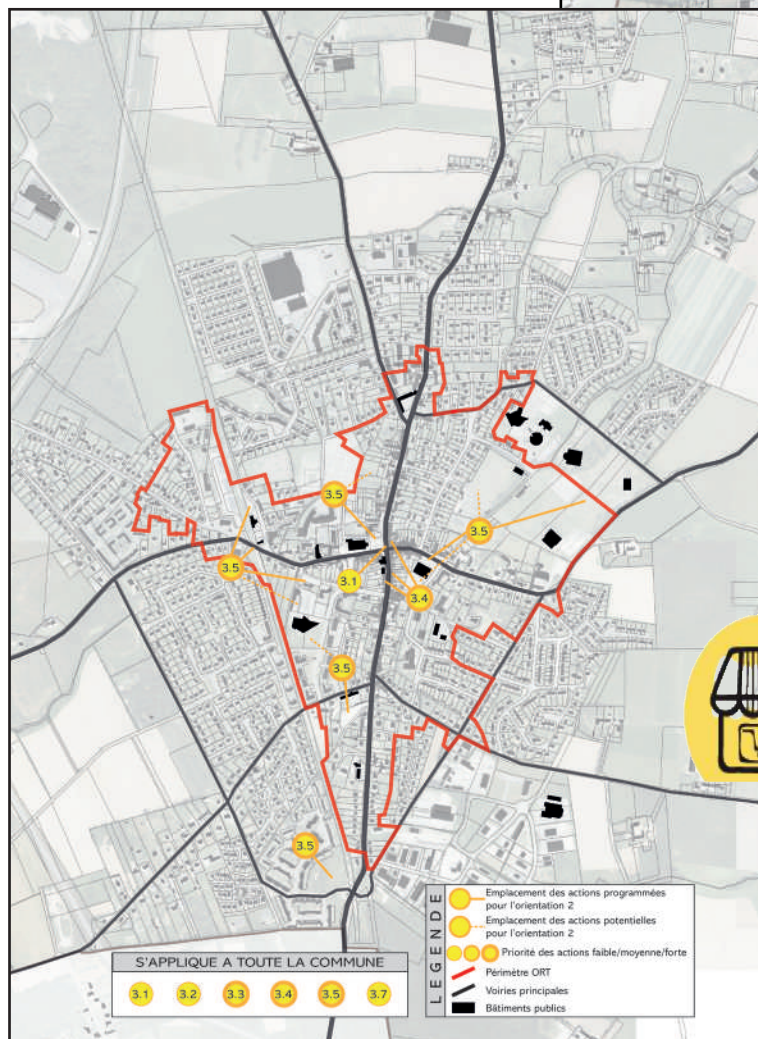 3.5
3.5
3.5
3.1
3.4
3.5
3.5
LEGENDE
Emplacement des actions programmées
pour l'orientation 2
Emplacement des actions potentielles
pour l'orientation 2
Priorité des actions faible/moyenne/forte
Périmètre ORT
Voiries principales
Bâtiments publics
S'APPLIQUE A TOUTE LA COMMUNE
3.1 3.2 3.3 3.4 3.5 3.7